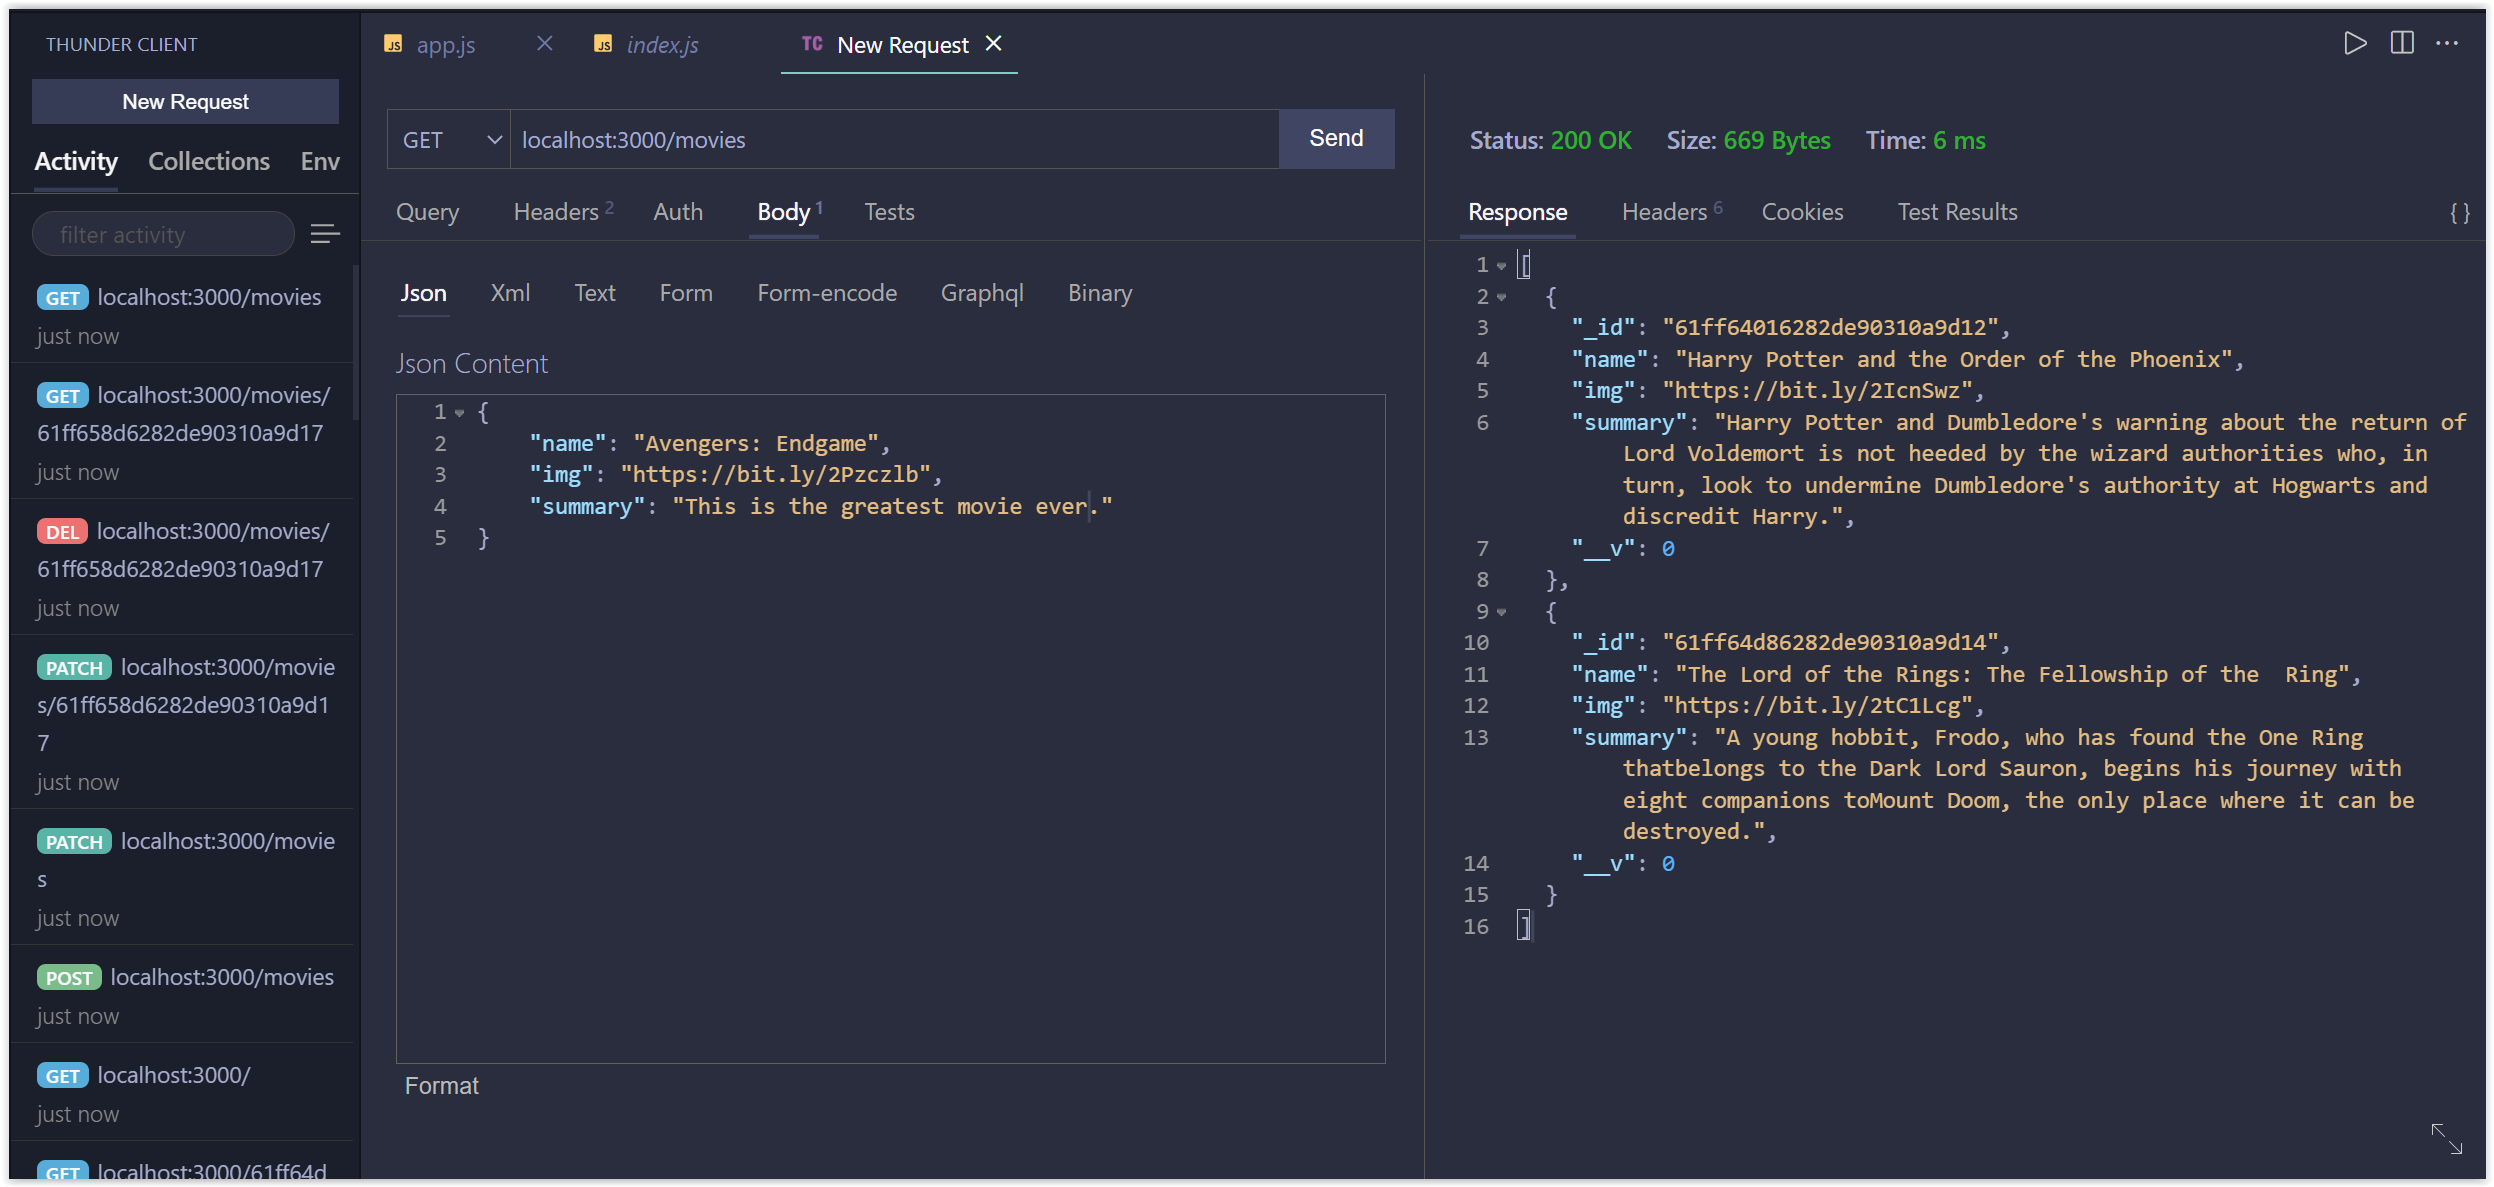 THUNDER CLIENT
New Request
Activity Collections Env
filter activity
GET localhost:3000/movies
just now
GET localhost:3000/movies/
61ff658d6282de90310a9d17
just now
DEL localhost:3000/movies/
61ff658d6282de90310a9d17
just now
PATCH localhost:3000/movie
s/61ff658d6282de90310a9d1
7
just now
PATCH localhost:3000/movie
s
just now
POST localhost:3000/movies
just now
GET localhost:3000/
just now
GET localhost:3000/61ff64d
JS app.js
JS index.js
TC New Request
GET localhost:3000/movies Send
Query Headers 2 Auth Body 1 Tests
Json Xml Text Form Form-encode Graphql Binary
Json Content
1 {
2 "name": "Avengers: Endgame",
3 "img": "https://bit.ly/2Pzczlb",
4 "summary": "This is the greatest movie ever."
5 }
Format
Status: 200 OK Size: 669 Bytes Time: 6 ms
Response Headers 6 Cookies Test Results {}
1 [
2 {
3 "_id": "61ff64016282de90310a9d12",
4 "name": "Harry Potter and the Order of the Phoenix",
5 "img": "https://bit.ly/2IcnSwz",
6 "summary": "Harry Potter and Dumbledore's warning about the return of
Lord Voldemort is not heeded by the wizard authorities who, in
turn, look to undermine Dumbledore's authority at Hogwarts and
discredit Harry.",
7 "__v": 0
8 },
9 {
10 "_id": "61ff64d86282de90310a9d14",
11 "name": "The Lord of the Rings: The Fellowship of the  Ring",
12 "img": "https://bit.ly/2tC1Lcg",
13 "summary": "A young hobbit, Frodo, who has found the One Ring
thatbelongs to the Dark Lord Sauron, begins his journey with
eight companions toMount Doom, the only place where it can be
destroyed.",
14 "__v": 0
15 }
16 ]